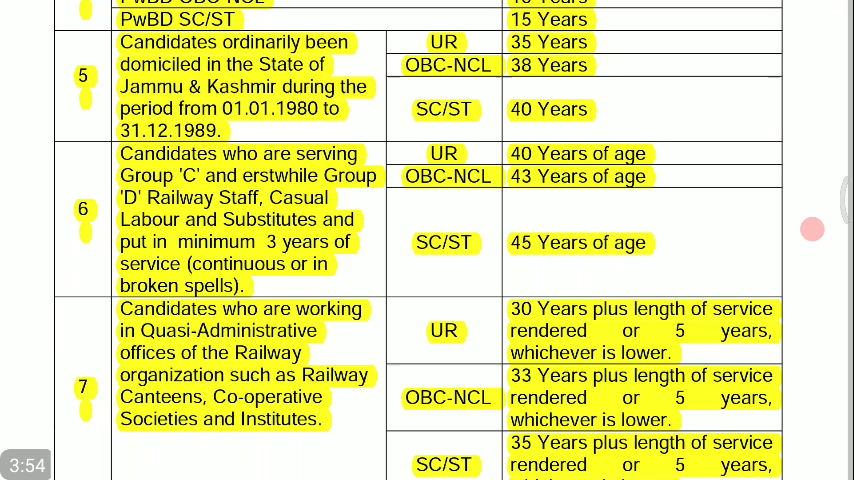 PwBD OBC-NCL
PwBD SC/ST 15 Years
5 Candidates ordinarily been domiciled in the State of Jammu & Kashmir during the period from 01.01.1980 to 31.12.1989.
UR 35 Years
OBC-NCL 38 Years
SC/ST 40 Years
6 Candidates who are serving Group 'C' and erstwhile Group 'D' Railway Staff, Casual Labour and Substitutes and put in minimum 3 years of service (continuous or in broken spells).
UR 40 Years of age
OBC-NCL 43 Years of age
SC/ST 45 Years of age
7 Candidates who are working in Quasi-Administrative offices of the Railway organization such as Railway Canteens, Co-operative Societies and Institutes.
UR 30 Years plus length of service rendered or 5 years, whichever is lower.
OBC-NCL 33 Years plus length of service rendered or 5 years, whichever is lower.
SC/ST 35 Years plus length of service rendered or 5 years,
3:54